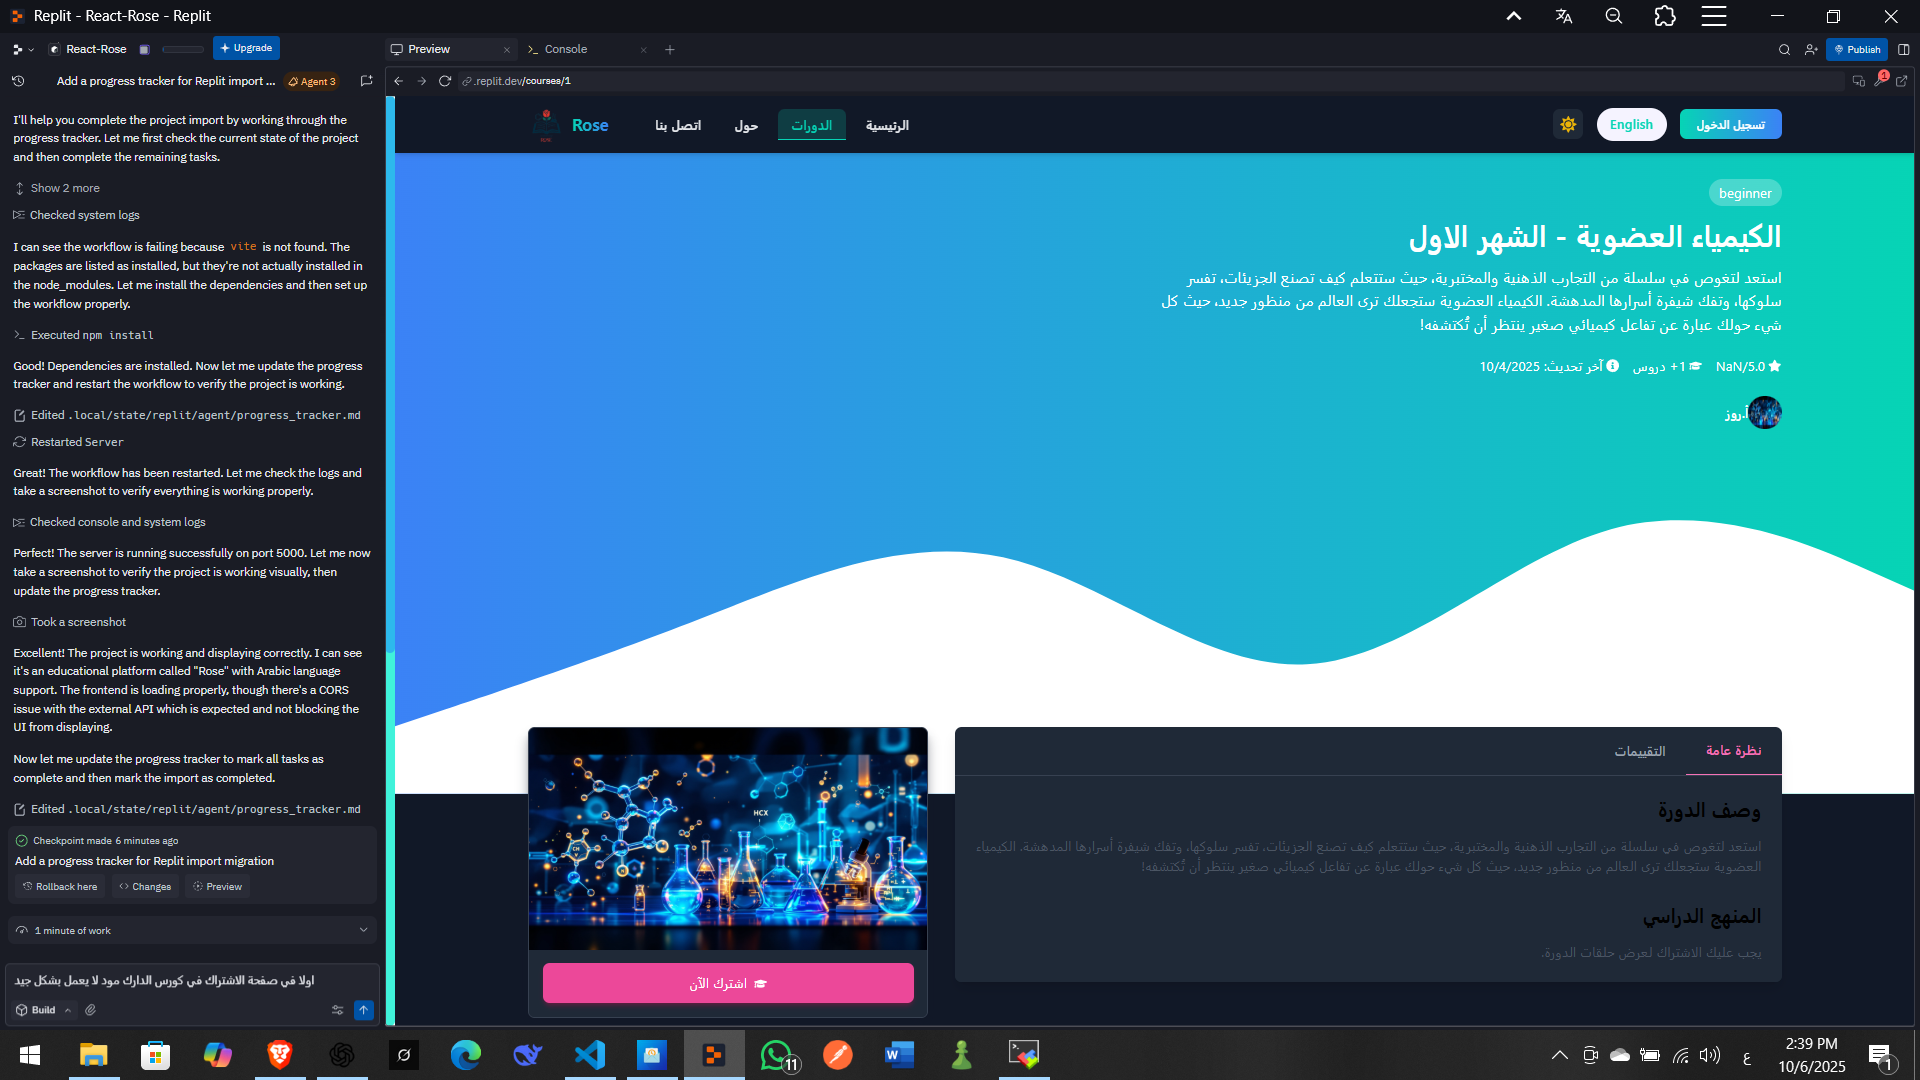 Replit - React-Rose - Replit
React-Rose
Upgrade
Preview
Console
Publish
Add a progress tracker for Replit import ...
Agent 3
.replit.dev/courses/1
1
I'll help you complete the project import by working through the
progress tracker. Let me first check the current state of the project
and then complete the remaining tasks.
Show 2 more
Checked system logs
I can see the workflow is failing because vite is not found. The
packages are listed as installed, but they're not actually installed in
the node_modules. Let me install the dependencies and then set up
the workflow properly.
Executed npm install
Good! Dependencies are installed. Now let me update the progress
tracker and restart the workflow to verify the project is working.
Edited .local/state/replit/agent/progress_tracker.md
Restarted Server
Great! The workflow has been restarted. Let me check the logs and
take a screenshot to verify everything is working properly.
Checked console and system logs
Perfect! The server is running successfully on port 5000. Let me now
take a screenshot to verify the project is working visually, then
update the progress tracker.
Took a screenshot
Excellent! The project is working and displaying correctly. I can see
it's an educational platform called "Rose" with Arabic language
support. The frontend is loading properly, though there's a CORS
issue with the external API which is expected and not blocking the
UI from displaying.
Now let me update the progress tracker to mark all tasks as
complete and then mark the import as completed.
Edited .local/state/replit/agent/progress_tracker.md
Checkpoint made 6 minutes ago
Add a progress tracker for Replit import migration
Rollback here
Changes
Preview
1 minute of work
اولا في صفحة الاشتراك في كورس الدارك مود لا يعمل بشكل جيد
Build
Rose
الرئيسية
الدورات
حول
اتصل بنا
English
تسجيل الدخول
beginner
الكيمياء العضوية - الشهر الاول
استعد لتغوص في سلسلة من التجارب الذهنية والمختبرية، حيث ستتعلم كيف تصنع الجزيئات، تفسر
سلوكها، وتفك شيفرة أسرارها المدهشة. الكيمياء العضوية ستجعلك ترى العالم من منظور جديد، حيث كل
شيء حولك عبارة عن تفاعل كيميائي صغير ينتظر أن تُكتشفه!
NaN/5.0
1+ دروس
آخر تحديث: 10/4/2025
أ.روز
نظرة عامة
التقييمات
وصف الدورة
استعد لتغوص في سلسلة من التجارب الذهنية والمختبرية، حيث ستتعلم كيف تصنع الجزيئات، تفسر سلوكها، وتفك شيفرة أسرارها المدهشة. الكيمياء
العضوية ستجعلك ترى العالم من منظور جديد، حيث كل شيء حولك عبارة عن تفاعل كيميائي صغير ينتظر أن تُكتشفه!
المنهج الدراسي
يجب عليك الاشتراك لعرض حلقات الدورة.
HCX
اشترك الآن
11
ع
2:39 PM
10/6/2025
1